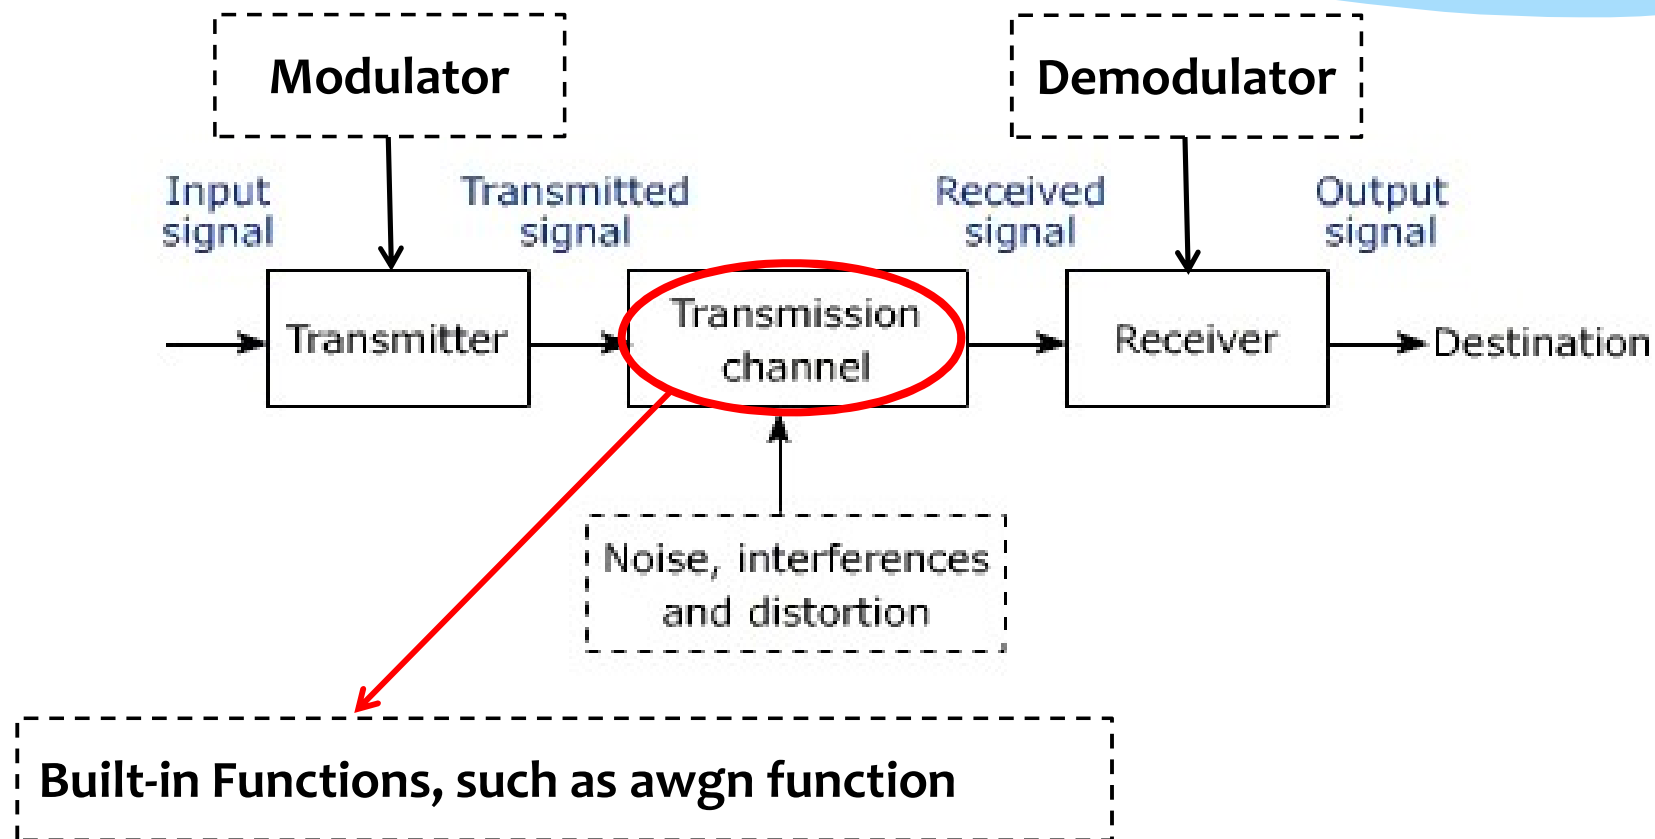 Modulator
Demodulator
Input
signal
Transmitted
signal
Received
signal
Output
signal
Transmitter
Transmission
channel
Receiver
Destination
Noise, interferences
and distortion
Built-in Functions, such as awgn function